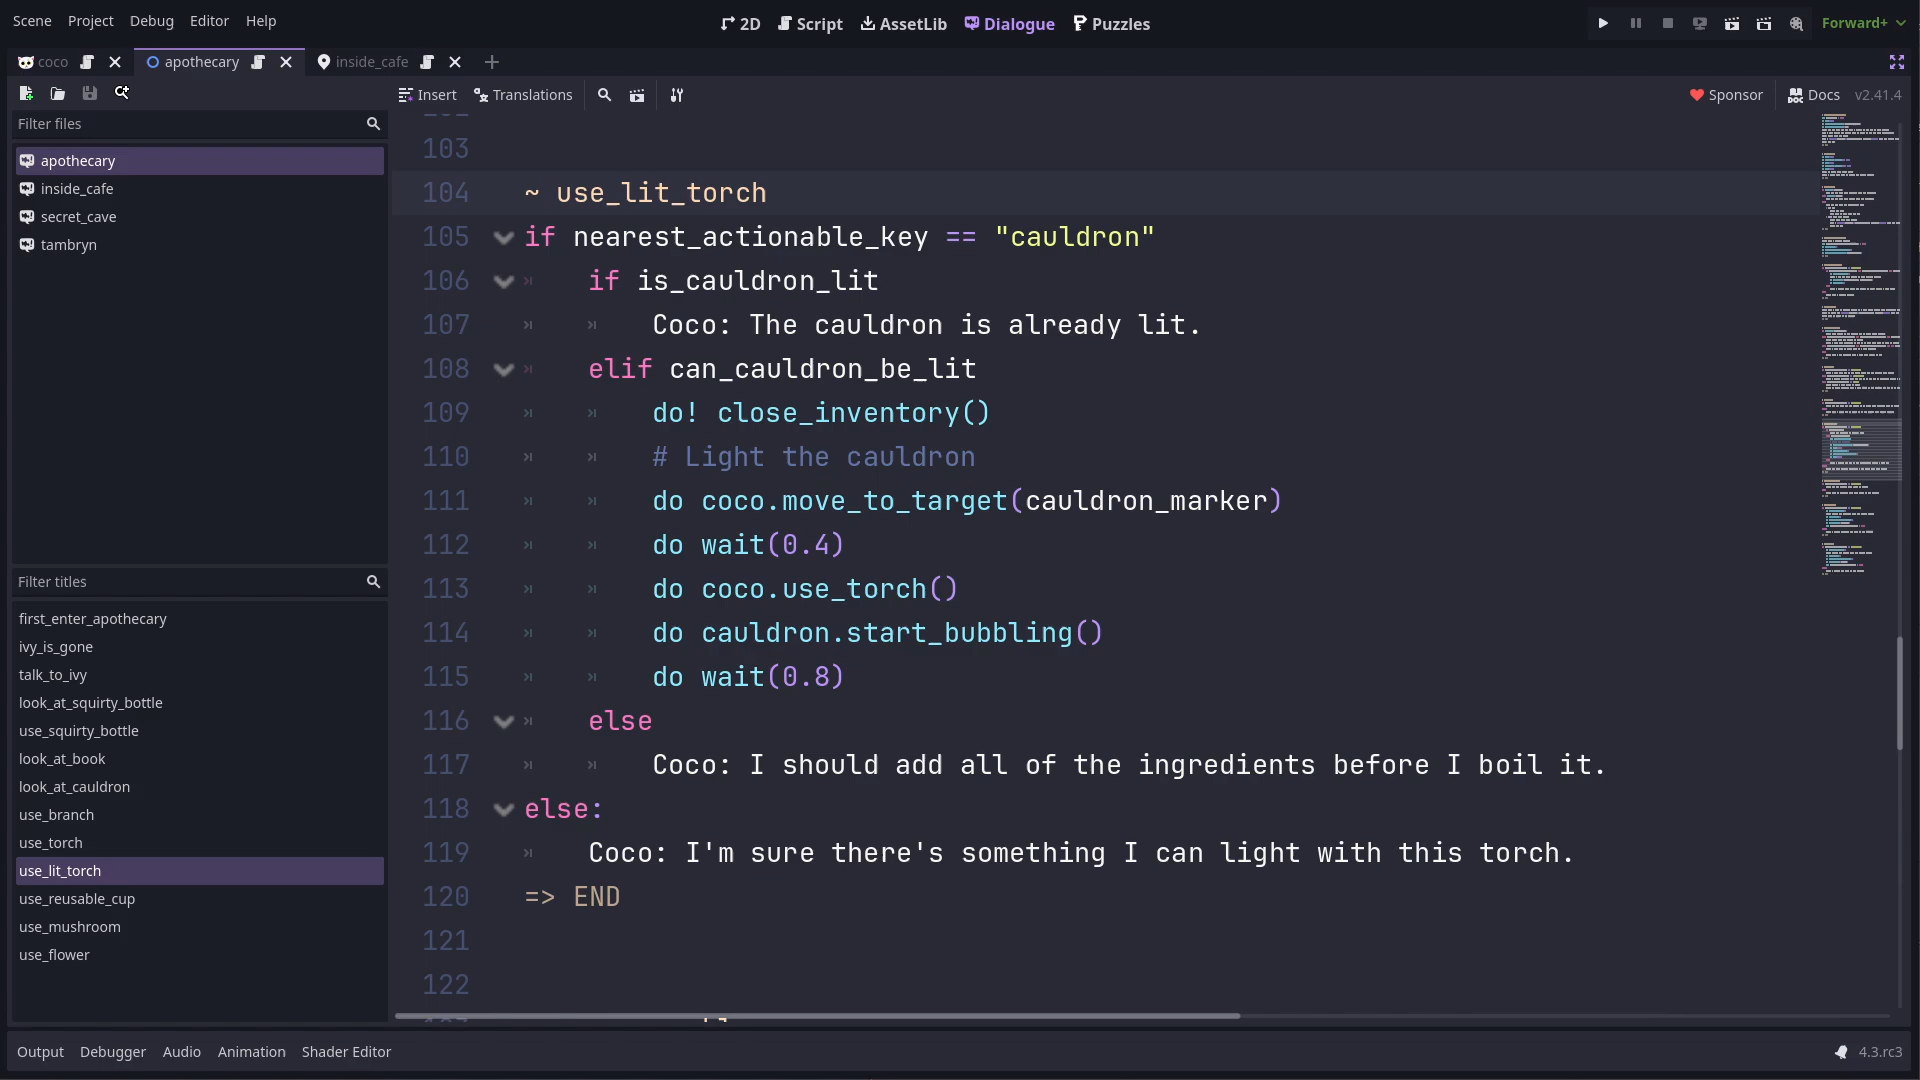 Scene Project Debug Editor Help
2D Script AssetLib Dialogue Puzzles
Forward+
coco apothecary inside_cafe
Insert Translations
Sponsor Docs v2.41.4
Filter files
apothecary
inside_cafe
secret_cave
tambryn
Filter titles
first_enter_apothecary
ivy_is_gone
talk_to_ivy
look_at_squirty_bottle
use_squirty_bottle
look_at_book
look_at_cauldron
use_branch
use_torch
use_lit_torch
use_reusable_cup
use_mushroom
use_flower
103
104 ~ use_lit_torch
105 if nearest_actionable_key == "cauldron"
106 if is_cauldron_lit
107 Coco: The cauldron is already lit.
108 elif can_cauldron_be_lit
109 do! close_inventory()
110 # Light the cauldron
111 do coco.move_to_target(cauldron_marker)
112 do wait(0.4)
113 do coco.use_torch()
114 do cauldron.start_bubbling()
115 do wait(0.8)
116 else
117 Coco: I should add all of the ingredients before I boil it.
118 else:
119 Coco: I'm sure there's something I can light with this torch.
120 => END
121
122
Output Debugger Audio Animation Shader Editor
4.3.rc3